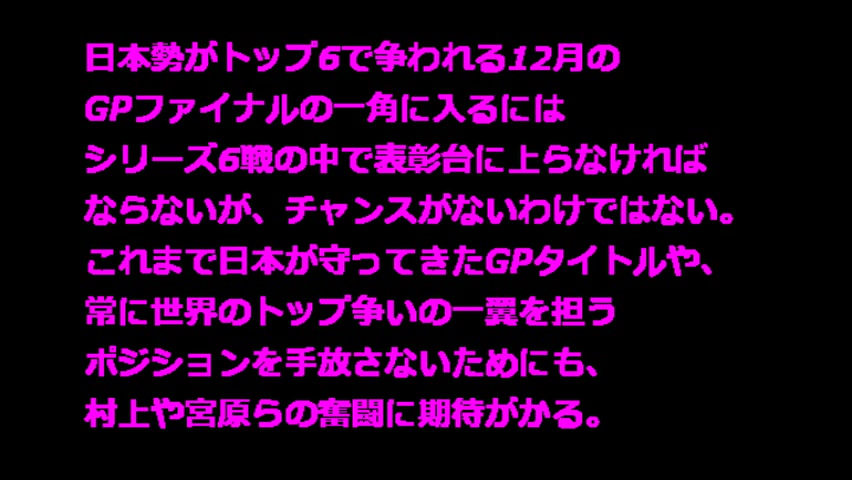 日本勢がトップ6で争われる12月の
GPファイナルの一角に入るには
シリーズ6戦の中で表彰台に上らなければ
ならないが、チャンスがないわけではない。
これまで日本が守ってきたGPタイトルや、
常に世界のトップ争いの一翼を担う
ポジションを手放さないためにも、
村上や宮原らの奮闘に期待がかる。